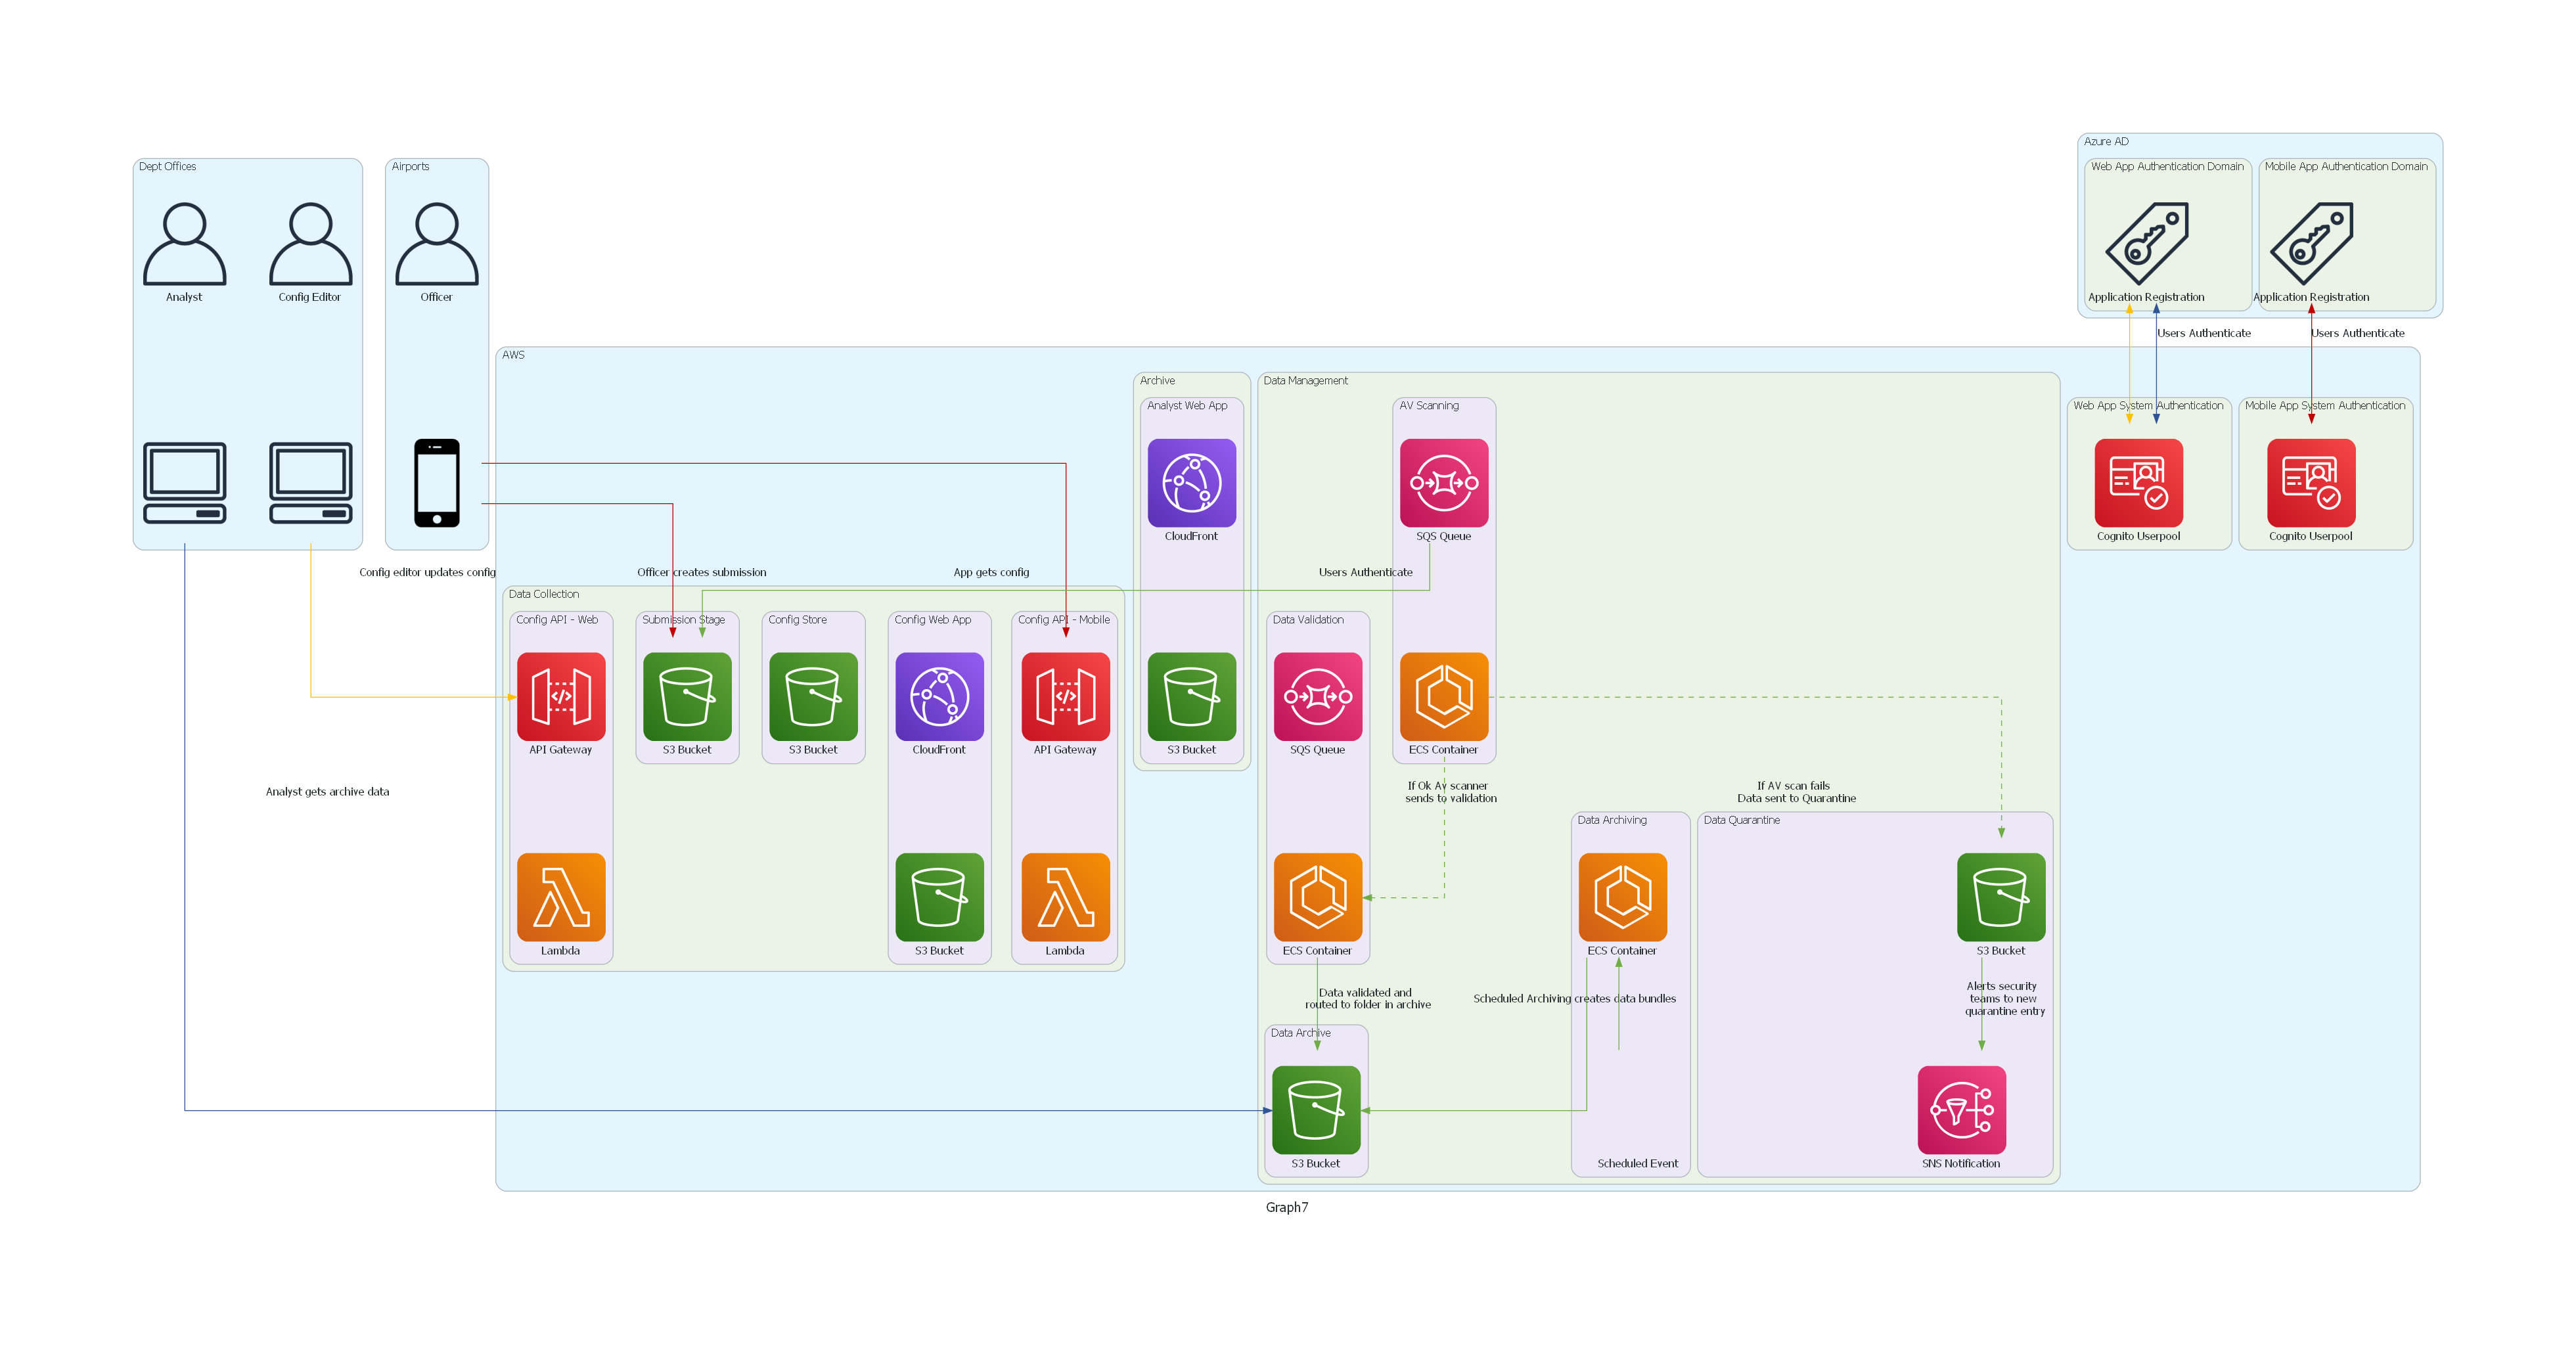 Azure AD
Dept Offices
Airports
Web App Authentication Domain
Mobile App Authentication Domain
Analyst
Config Editor
Officer
Application Registration
Application Registration
Users Authenticate
Users Authenticate
AWS
Archive
Data Management
Analyst Web App
AV Scanning
Web App System Authentication
Mobile App System Authentication
CloudFront
SQS Queue
Cognito Userpool
Cognito Userpool
Config editor updates config
Officer creates submission
App gets config
Users Authenticate
Data Collection
Config API - Web
Submission Stage
Config Store
Config Web App
Config API - Mobile
Data Validation
API Gateway
S3 Bucket
S3 Bucket
CloudFront
API Gateway
S3 Bucket
SQS Queue
ECS Container
Analyst gets archive data
If Ok Av scanner
sends to validation
If AV scan fails
Data sent to Quarantine
Data Archiving
Data Quarantine
Lambda
S3 Bucket
Lambda
ECS Container
ECS Container
S3 Bucket
Data validated and
routed to folder in archive
Scheduled Archiving creates data bundles
Alerts security
teams to new
quarantine entry
Data Archive
S3 Bucket
Scheduled Event
SNS Notification
Graph7